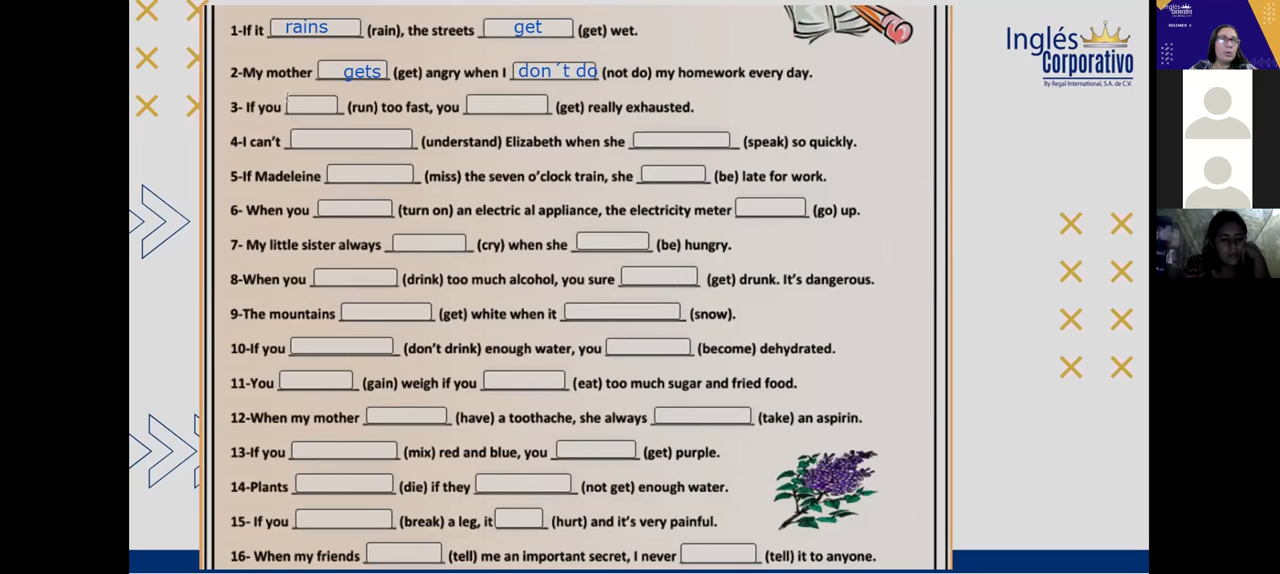 1-If it rains (rain), the streets get (get) wet.
2-My mother gets (get) angry when I don´t do (not do) my homework every day.
3- If you (run) too fast, you (get) really exhausted.
4-I can't (understand) Elizabeth when she (speak) so quickly.
5-If Madeleine (miss) the seven o'clock train, she (be) late for work.
6- When you (turn on) an electric al appliance, the electricity meter (go) up.
7- My little sister always (cry) when she (be) hungry.
8-When you (drink) too much alcohol, you sure (get) drunk. It's dangerous.
9-The mountains (get) white when it (snow).
10-If you (don't drink) enough water, you (become) dehydrated.
11-You (gain) weigh if you (eat) too much sugar and fried food.
12-When my mother (have) a toothache, she always (take) an aspirin.
13-If you (mix) red and blue, you (get) purple.
14-Plants (die) if they (not get) enough water.
15- If you (break) a leg, it (hurt) and it's very painful.
16- When my friends (tell) me an important secret, I never (tell) it to anyone.
Inglés
Corporativo
By Regal International, S.A. de C.V.